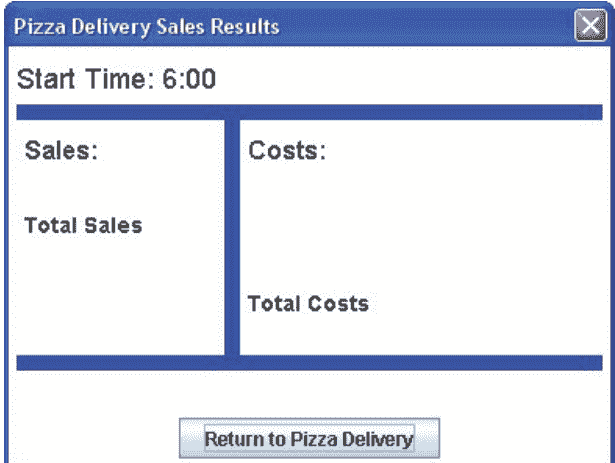 Pizza Delivery Sales Results
Start Time: 6:00
Sales:
Total Sales
Costs:
Total Costs
Return to Pizza Delivery